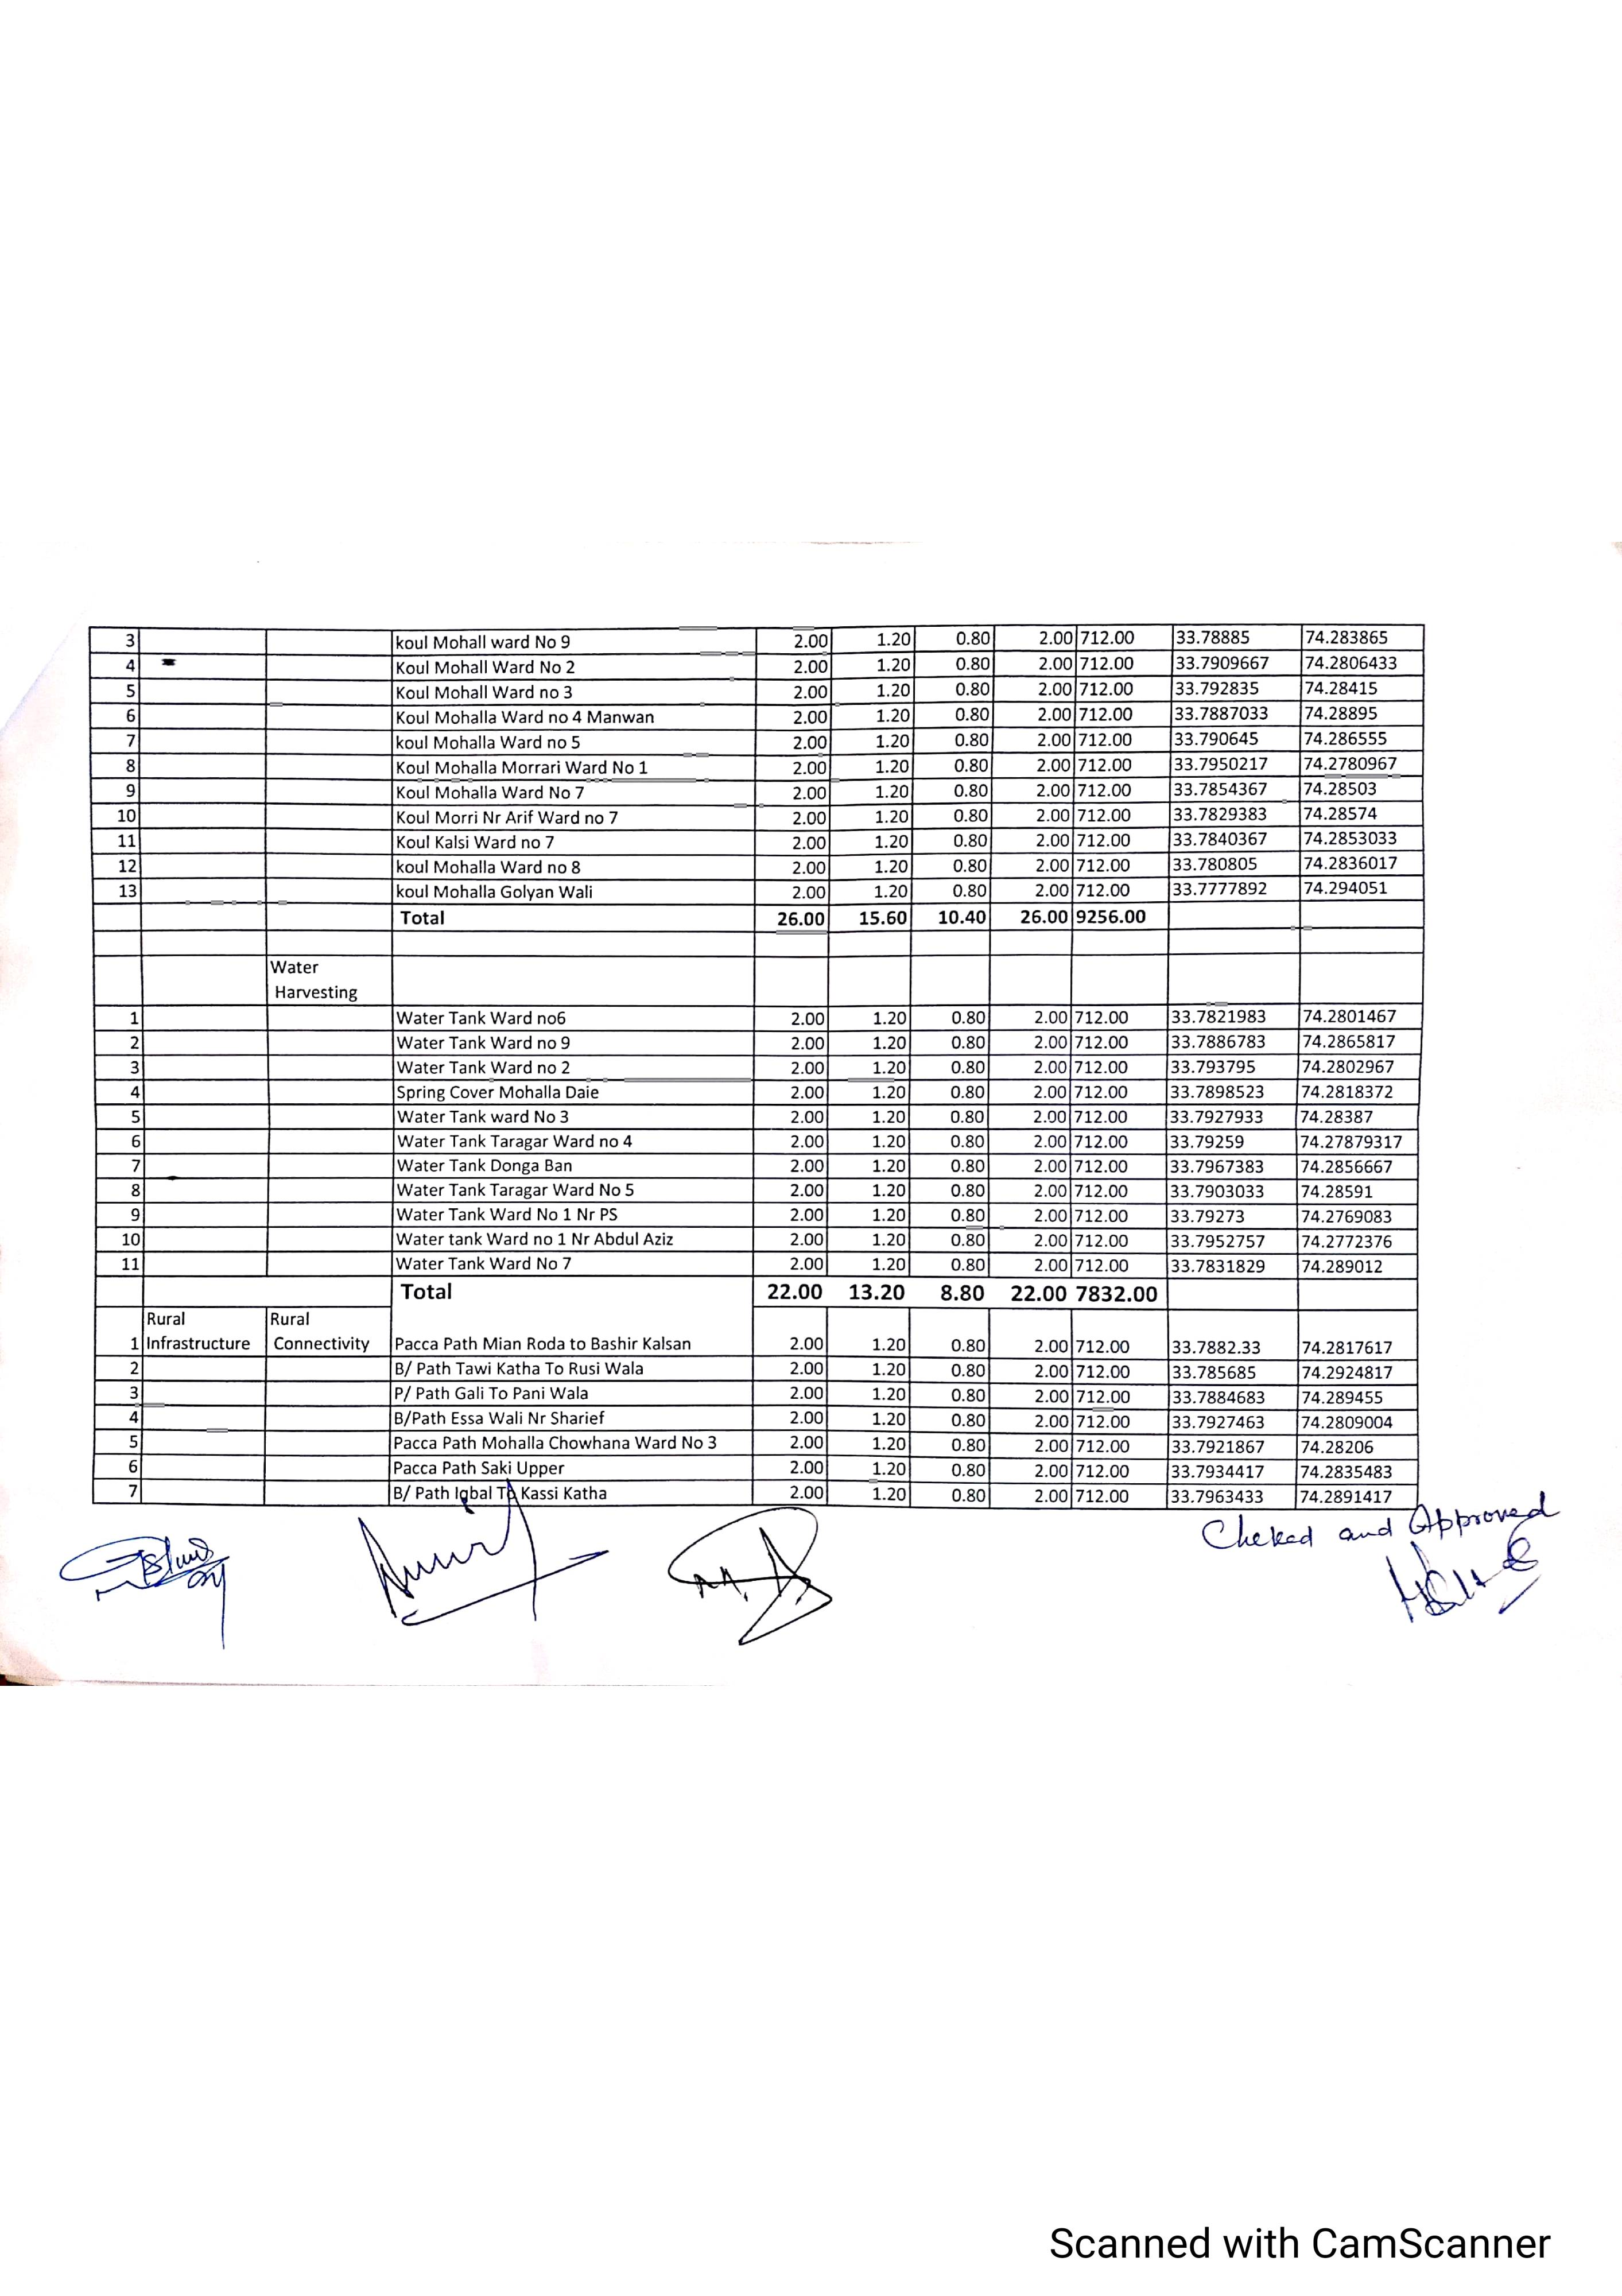 3 koul Mohall ward No 9 2.00 1.20 0.80 2.00 712.00 33.78885 74.283865
4 Koul Mohall Ward No 2 2.00 1.20 0.80 2.00 712.00 33.7909667 74.2806433
5 Koul Mohall Ward no 3 2.00 1.20 0.80 2.00 712.00 33.792835 74.28415
6 Koul Mohalla Ward no 4 Manwan 2.00 1.20 0.80 2.00 712.00 33.7887033 74.28895
7 koul Mohalla Ward no 5 2.00 1.20 0.80 2.00 712.00 33.790645 74.286555
8 Koul Mohalla Morrari Ward No 1 2.00 1.20 0.80 2.00 712.00 33.7950217 74.2780967
9 Koul Mohalla Ward No 7 2.00 1.20 0.80 2.00 712.00 33.7854367 74.28503
10 Koul Morri Nr Arif Ward no 7 2.00 1.20 0.80 2.00 712.00 33.7829383 74.28574
11 Koul Kalsi Ward no 7 2.00 1.20 0.80 2.00 712.00 33.7840367 74.2853033
12 koul Mohalla Ward no 8 2.00 1.20 0.80 2.00 712.00 33.780805 74.2836017
13 koul Mohalla Golyan Wali 2.00 1.20 0.80 2.00 712.00 33.7777892 74.294051
Total 26.00 15.60 10.40 26.00 9256.00
Water
Harvesting
1 Water Tank Ward no6 2.00 1.20 0.80 2.00 712.00 33.7821983 74.2801467
2 Water Tank Ward no 9 2.00 1.20 0.80 2.00 712.00 33.7886783 74.2865817
3 Water Tank Ward no 2 2.00 1.20 0.80 2.00 712.00 33.793795 74.2802967
4 Spring Cover Mohalla Daie 2.00 1.20 0.80 2.00 712.00 33.7898523 74.2818372
5 Water Tank ward No 3 2.00 1.20 0.80 2.00 712.00 33.7927933 74.28387
6 Water Tank Taragar Ward no 4 2.00 1.20 0.80 2.00 712.00 33.79259 74.27879317
7 Water Tank Donga Ban 2.00 1.20 0.80 2.00 712.00 33.7967383 74.2856667
8 Water Tank Taragar Ward No 5 2.00 1.20 0.80 2.00 712.00 33.7903033 74.28591
9 Water Tank Ward No 1 Nr PS 2.00 1.20 0.80 2.00 712.00 33.79273 74.2769083
10 Water tank Ward no 1 Nr Abdul Aziz 2.00 1.20 0.80 2.00 712.00 33.7952757 74.2772376
11 Water Tank Ward No 7 2.00 1.20 0.80 2.00 712.00 33.7831829 74.289012
Total 22.00 13.20 8.80 22.00 7832.00
Rural Rural
1 Infrastructure Connectivity Pacca Path Mian Roda to Bashir Kalsan 2.00 1.20 0.80 2.00 712.00 33.7882.33 74.2817617
2 B/ Path Tawi Katha To Rusi Wala 2.00 1.20 0.80 2.00 712.00 33.785683 74.2924817
3 P/ Path Gali To Pani Wala 2.00 1.20 0.80 2.00 712.00 33.7884683 74.289455
4 B/Path Essa Wali Nr Sharief 2.00 1.20 0.80 2.00 712.00 33.7927463 74.2809004
5 Pacca Path Mohalla Chowhana Ward No 3 2.00 1.20 0.80 2.00 712.00 33.7921867 74.28206
6 Pacca Path Saki Upper 2.00 1.20 0.80 2.00 712.00 33.7934417 74.2835483
7 B/ Path Iqbal To Kassi Katha 2.00 1.20 0.80 2.00 712.00 33.7963433 74.2891417
Cheked and Approved
Scanned with CamScanner